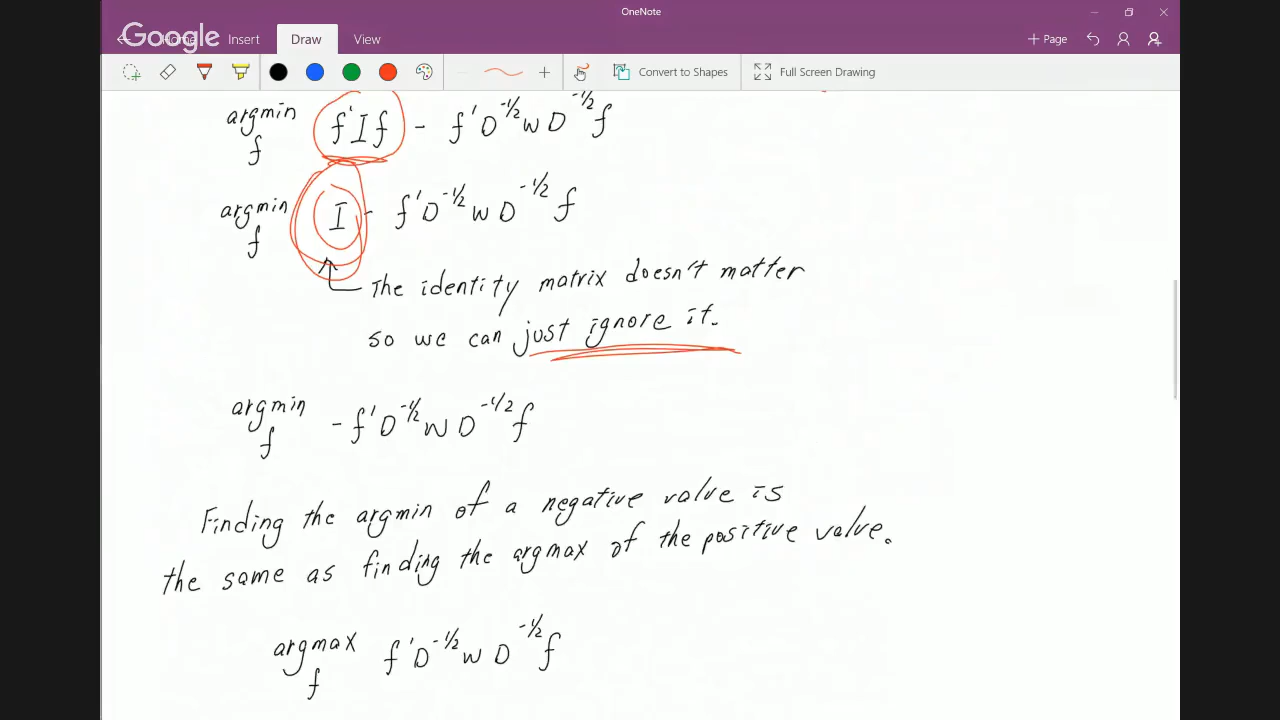 OneNote
Google
Home Insert Draw View
Page
Convert to Shapes Full Screen Drawing
argmin f f'If - f'D^-1/2 W D^-1/2 f
argmin f I - f'D^-1/2 W D^-1/2 f
The identity matrix doesn't matter
so we can just ignore it.
argmin f - f'D^-1/2 W D^-1/2 f
Finding the argmin of a negative value is
the same as finding the argmax of the positive value.
argmax f f'D^-1/2 W D^-1/2 f